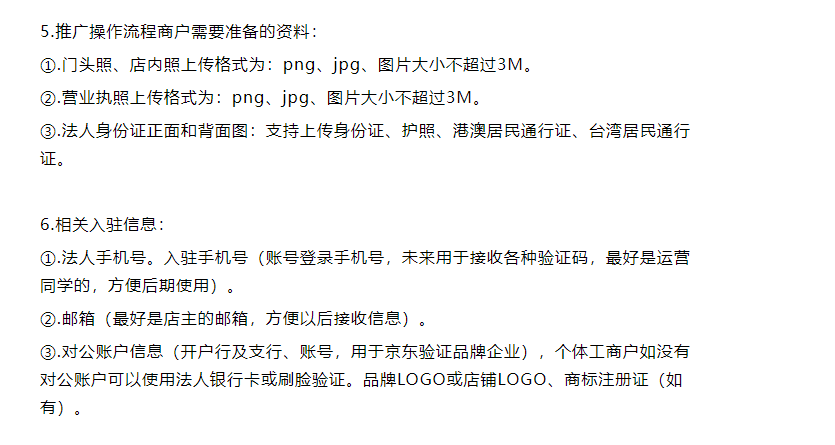 5.推广操作流程商户需要准备的资料：
①.门头照、店内照上传格式为：png、jpg、图片大小不超过3M。
②.营业执照上传格式为：png、jpg、图片大小不超过3M。
③.法人身份证正面和背面图：支持上传身份证、护照、港澳居民通行证、台湾居民通行
证。
6.相关入驻信息：
①.法人手机号。入驻手机号（账号登录手机号，未来用于接收各种验证码，最好是运营
同学的，方便后期使用）。
②.邮箱（最好是店主的邮箱，方便以后接收信息）。
③.对公账户信息（开户行及支行、账号，用于京东验证品牌企业），个体工商户如没有
对公账户可以使用法人银行卡或刷脸验证。品牌LOGO或店铺LOGO、商标注册证（如
有）。